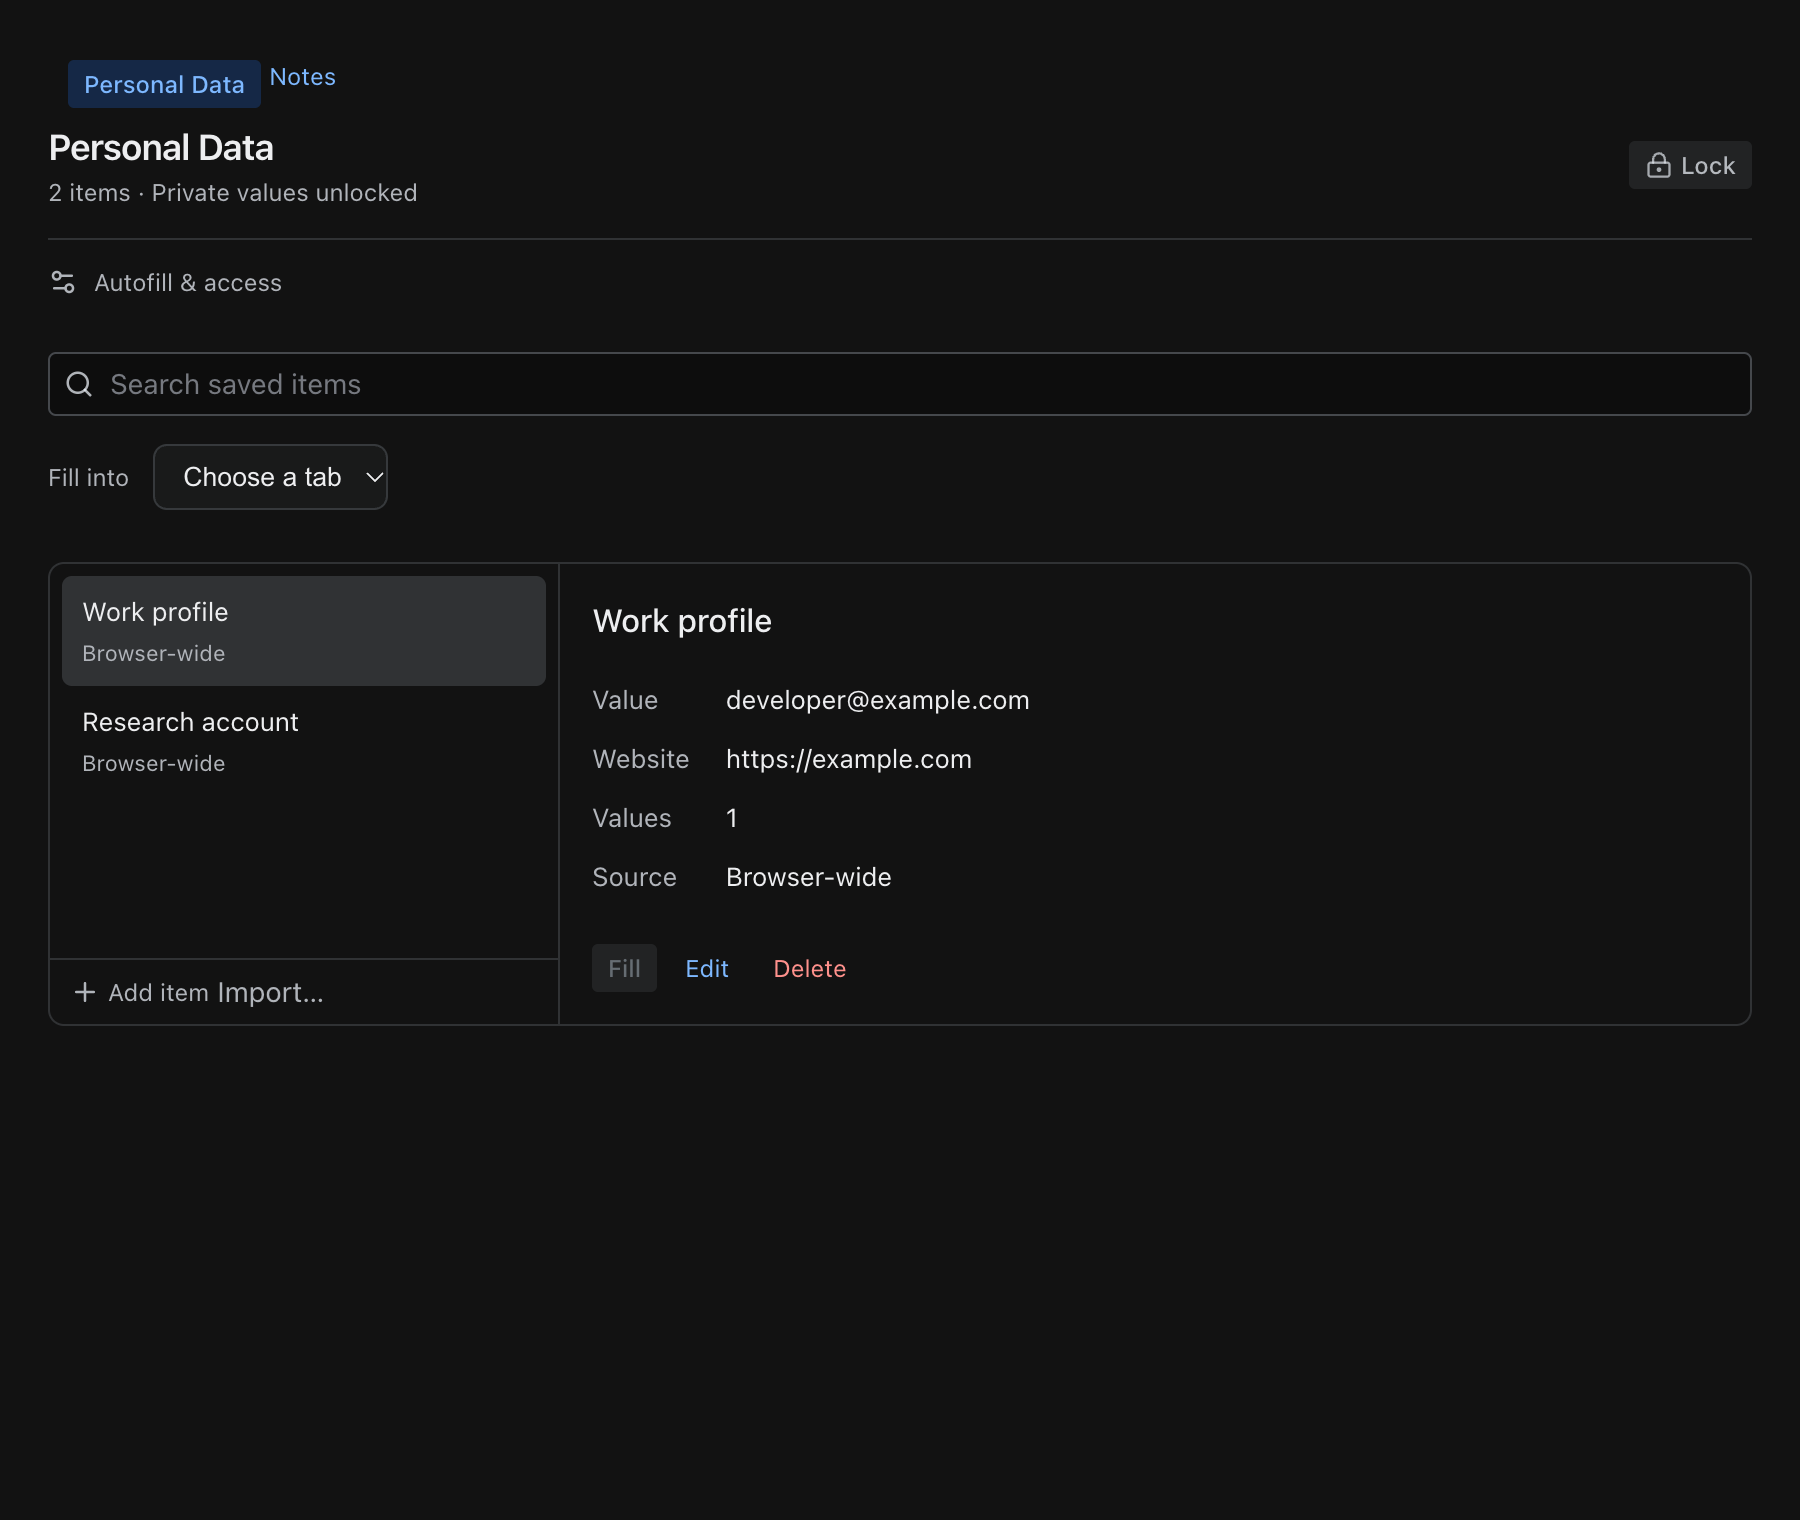 Personal Data Notes
Personal Data
2 items · Private values unlocked
Lock
Autofill & access
Search saved items
Fill into Choose a tab
Work profile
Browser-wide
Research account
Browser-wide
Add item Import...
Work profile
Value developer@example.com
Website https://example.com
Values 1
Source Browser-wide
Fill Edit Delete